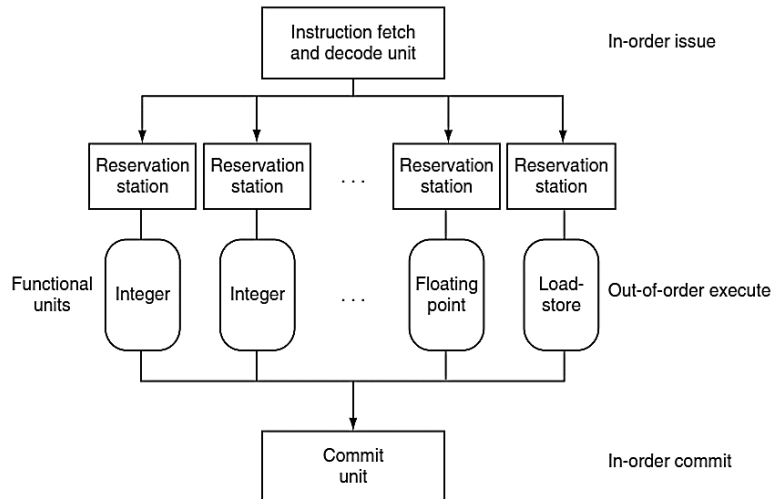 Instruction fetch
and decode unit
In-order issue
Reservation
station
Reservation
station
. . .
Reservation
station
Reservation
station
Functional
units
Integer
Integer
. . .
Floating
point
Load-
store
Out-of-order execute
Commit
unit
In-order commit